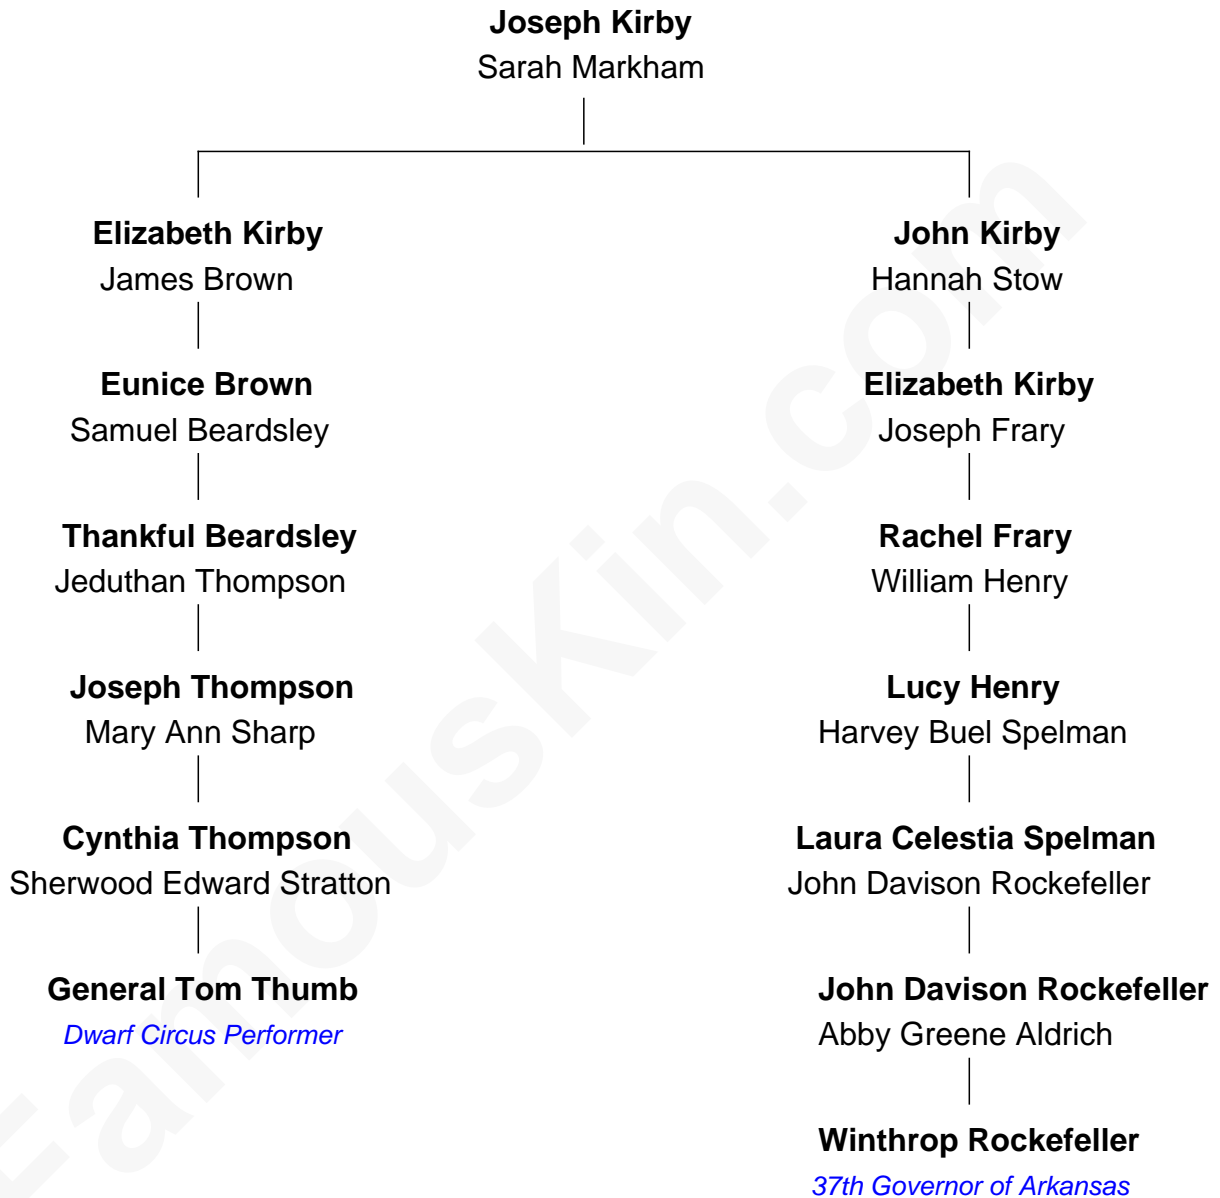 Joseph Kirby
Sarah Markham
Elizabeth Kirby
James Brown
John Kirby
Hannah Stow
Eunice Brown
Samuel Beardsley
Elizabeth Kirby
Joseph Frary
Thankful Beardsley
Jeduthan Thompson
Rachel Frary
William Henry
Joseph Thompson
Mary Ann Sharp
Lucy Henry
Harvey Buel Spelman
Cynthia Thompson
Sherwood Edward Stratton
Laura Celestia Spelman
John Davison Rockefeller
General Tom Thumb
Dwarf Circus Performer
John Davison Rockefeller
Abby Greene Aldrich
Winthrop Rockefeller
37th Governor of Arkansas
FamousKin.com